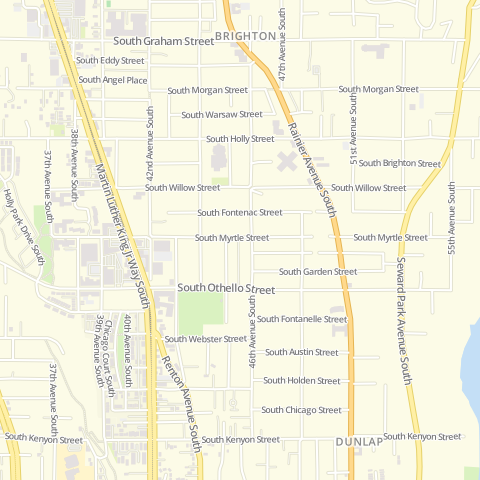 BRIGHTON
South Graham Street
South Eddy Street
South Angel Place
47th Avenue South
South Morgan Street
South Morgan Street
South Warsaw Street
South Holly Street
Rainier Avenue South
51st Avenue South
38th Avenue South
42nd Avenue South
37th Avenue South
South Brighton Street
South Willow Street
South Willow Street
Holly Park Drive South
Martin Luther King Jr Way South
South Fontenac Street
55th Avenue South
South Myrtle Street
South Myrtle Street
South Garden Street
Seward Park Avenue South
South Othello Street
South Fontanelle Street
46th Avenue South
South Webster Street
40th Avenue South
Chicago Court South
39th Avenue South
South Austin Street
Renton Avenue South
37th Avenue South
South Holden Street
South Chicago Street
South Kenyon Street
South Kenyon Street
South Kenyon Street
DUNLAP